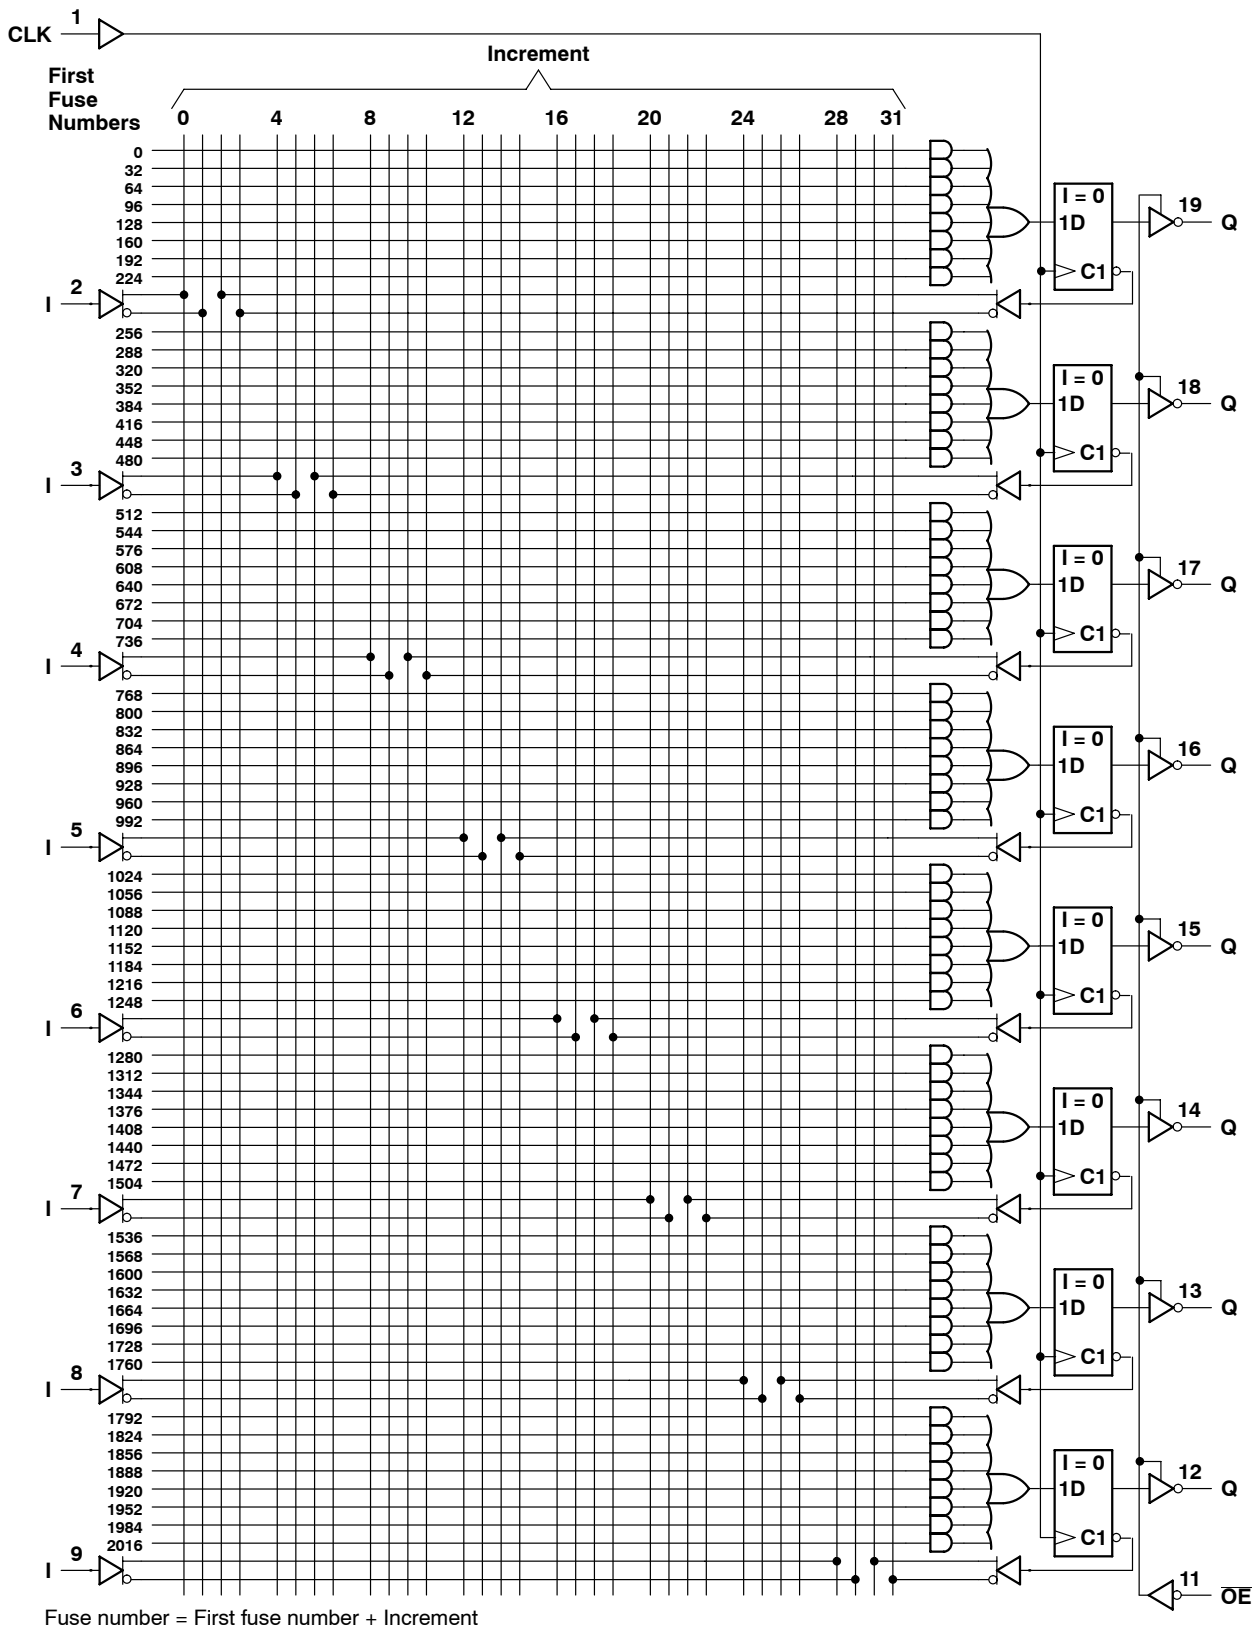 CLK 1
Increment
First
Fuse
Numbers
0 4 8 12 16 20 24 28 31
0
32
64
96
128
160
192
224
I = 0
1D
C1
19 Q
I 2
256
288
320
352
384
416
448
480
I = 0
1D
C1
18 Q
I 3
512
544
576
608
640
672
704
736
I = 0
1D
C1
17 Q
I 4
768
800
832
864
896
928
960
992
I = 0
1D
C1
16 Q
I 5
1024
1056
1088
1120
1152
1184
1216
1248
I = 0
1D
C1
15 Q
I 6
1280
1312
1344
1376
1408
1440
1472
1504
I = 0
1D
C1
14 Q
I 7
1536
1568
1600
1632
1664
1696
1728
1760
I = 0
1D
C1
13 Q
I 8
1792
1824
1856
1888
1920
1952
1984
2016
I = 0
1D
C1
12 Q
I 9
11 O̅E̅
Fuse number = First fuse number + Increment